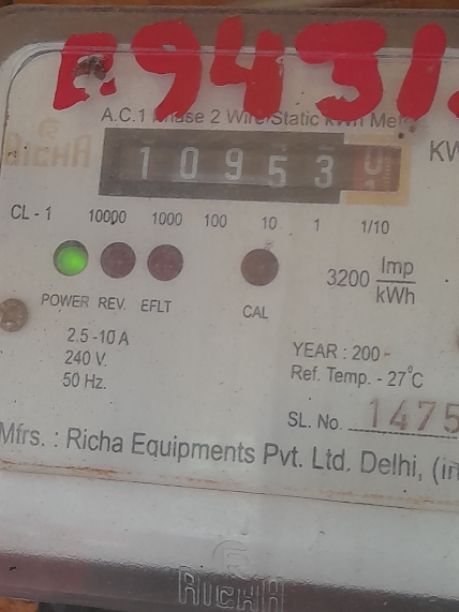 A.C.1 Phase 2 Wire Static kWh Met
RICHA
10953
KW
CL - 1 10000 1000 100 10 1 1/10
3200 Imp
kWh
POWER REV. EFLT CAL
2.5 -10 A
240 V.
50 Hz.
YEAR : 200-
Ref. Temp. - 27°C
SL. No. 1475
Mfrs. : Richa Equipments Pvt. Ltd. Delhi, (in
RICHA